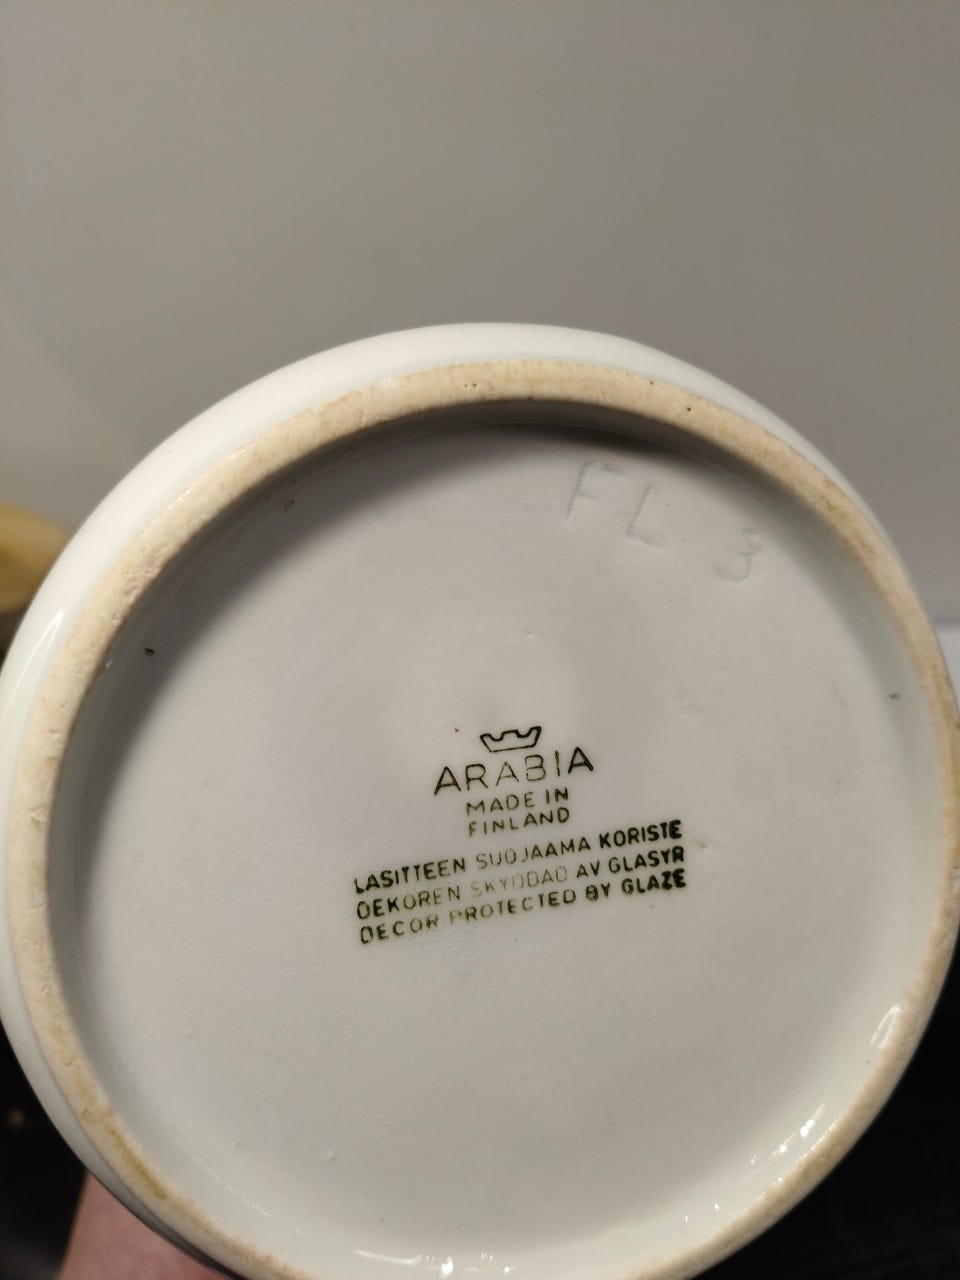 FL 3
ARABIA
MADE IN
FINLAND
LASITTEEN SUOJAAMA KORISTE
DEKOREN SKYDDAD AV GLASYR
DECOR PROTECTED BY GLAZE